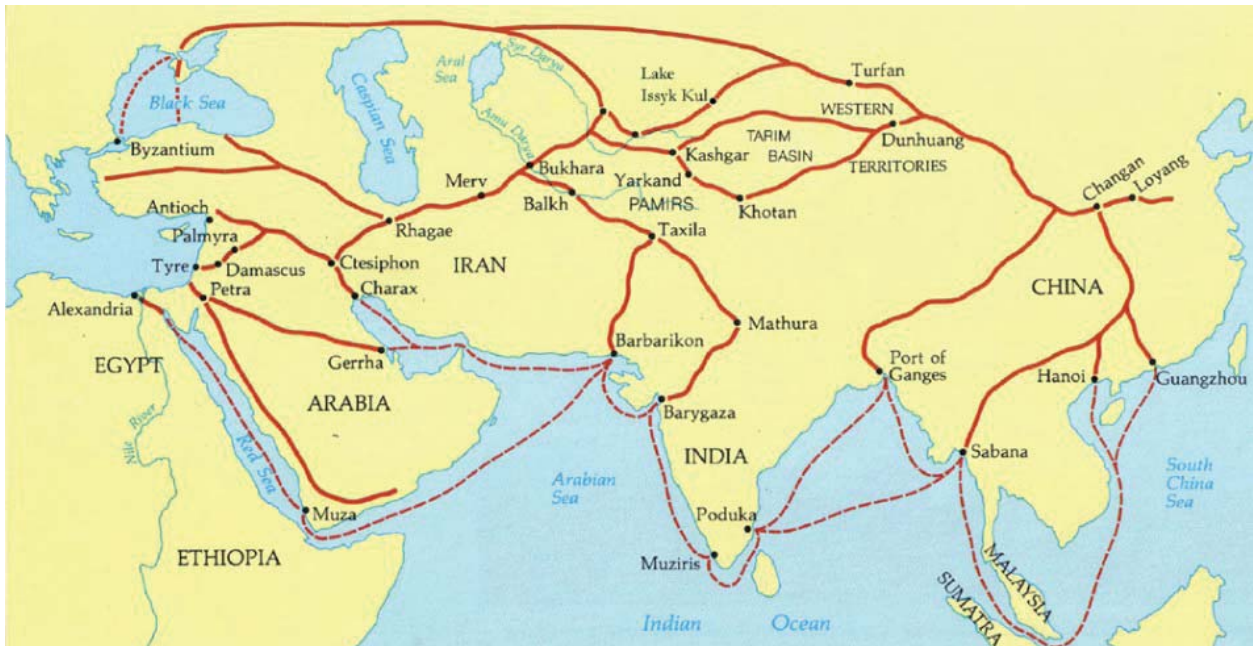 Black Sea
Caspian Sea
Aral
Sea
Syr Darya
Amu Darya
Lake
Issyk Kul
Turfan
WESTERN
TARIM
BASIN
Dunhuang
TERRITORIES
Byzantium
Bukhara
Kashgar
Merv
Balkh
Yarkand
PAMIRS
Khotan
Changan
Loyang
Antioch
Palmyra
Rhagae
Taxila
Tyre
Damascus
Ctesiphon
IRAN
Petra
Charax
CHINA
Alexandria
Mathura
EGYPT
Gerrha
Barbarikon
Port of
Ganges
Hanoi
Guangzhou
ARABIA
Barygaza
Nile River
Red Sea
INDIA
Sabana
Arabian
Sea
South
China
Sea
Muza
Poduka
ETHIOPIA
Muziris
MALAYSIA
SUMATRA
Indian Ocean